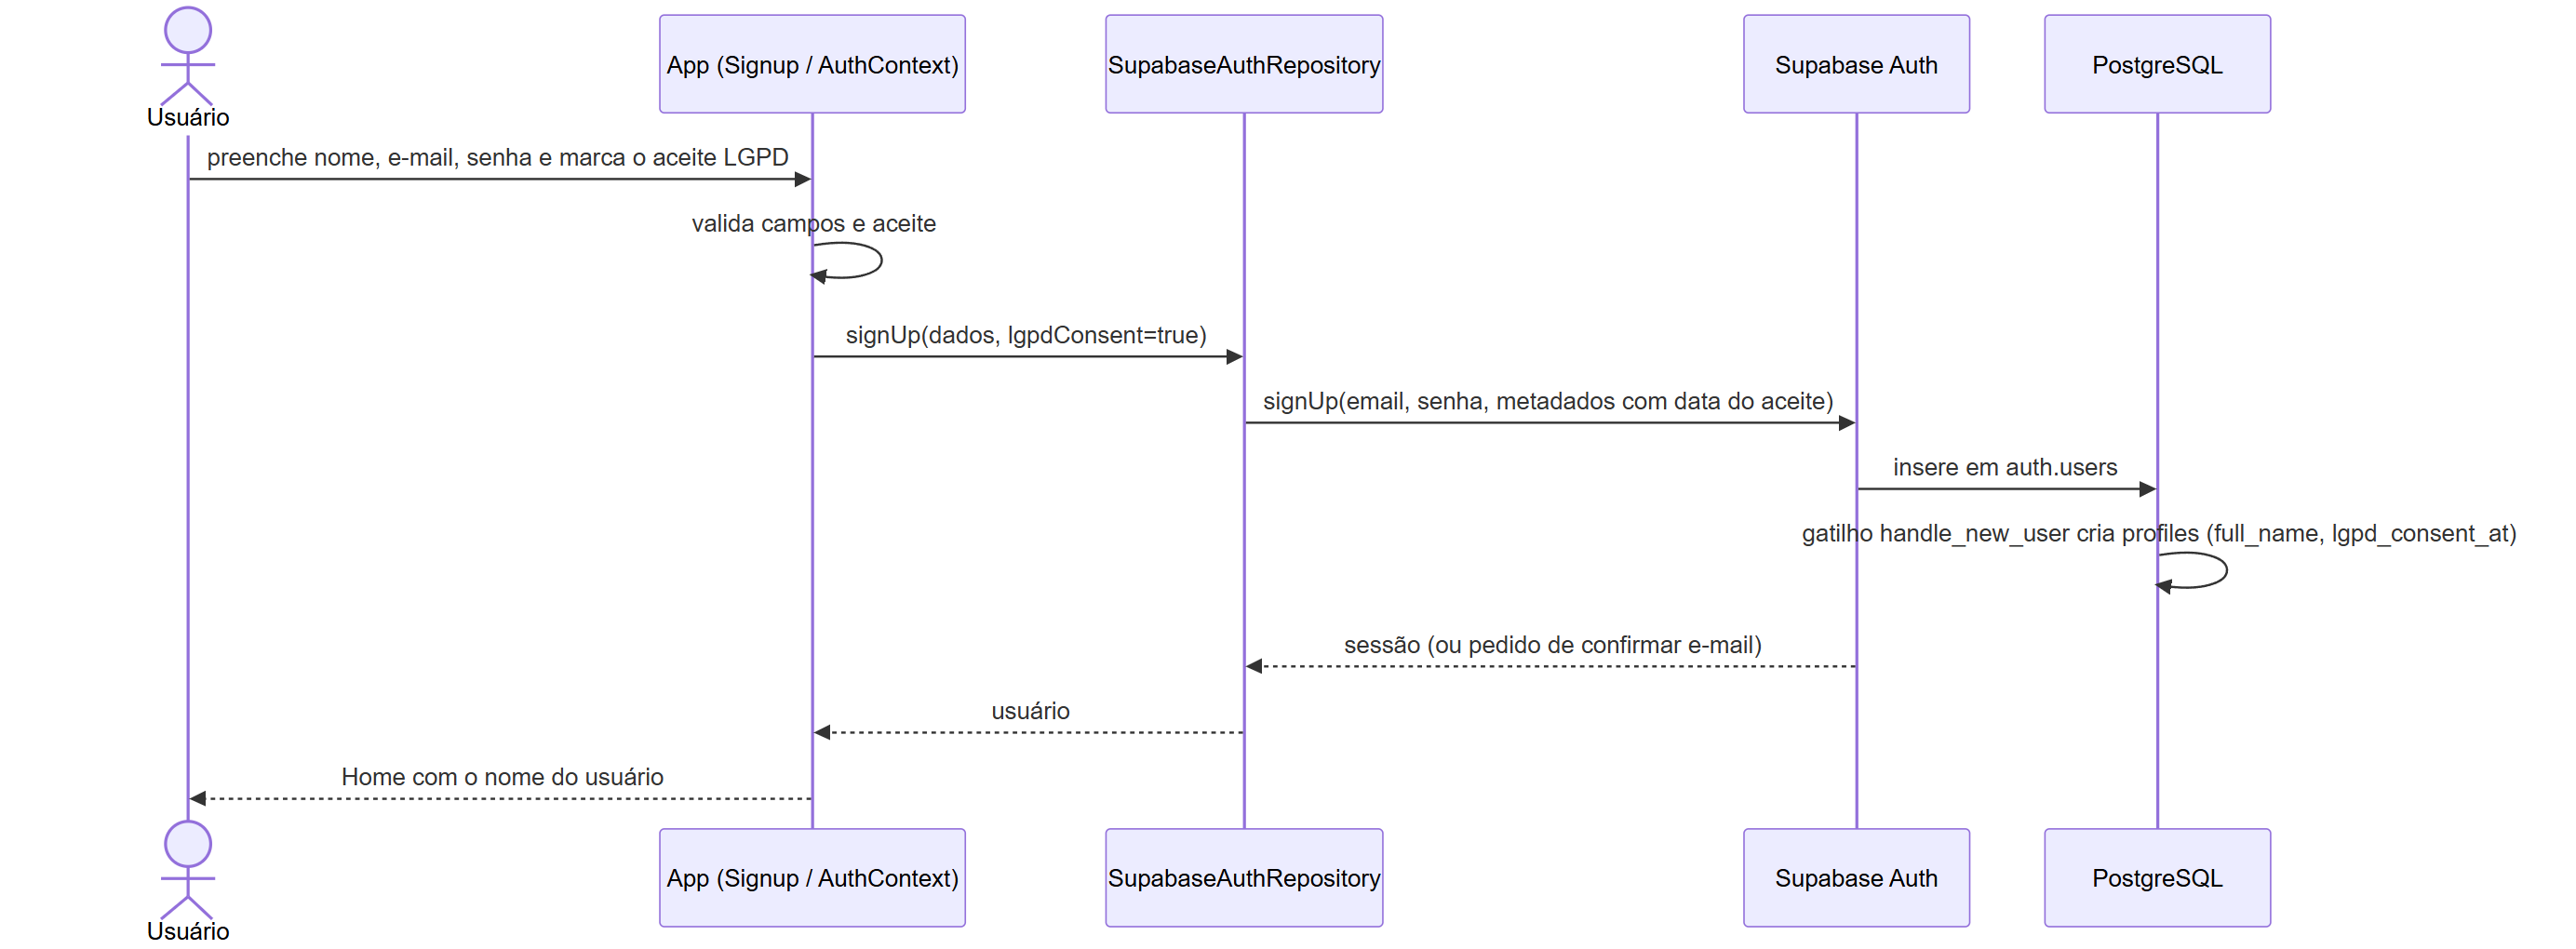 Usuário
App (Signup / AuthContext)
SupabaseAuthRepository
Supabase Auth
PostgreSQL
preenche nome, e-mail, senha e marca o aceite LGPD
valida campos e aceite
signUp(dados, lgpdConsent=true)
signUp(email, senha, metadados com data do aceite)
insere em auth.users
gatilho handle_new_user cria profiles (full_name, lgpd_consent_at)
sessão (ou pedido de confirmar e-mail)
usuário
Home com o nome do usuário
Usuário
App (Signup / AuthContext)
SupabaseAuthRepository
Supabase Auth
PostgreSQL